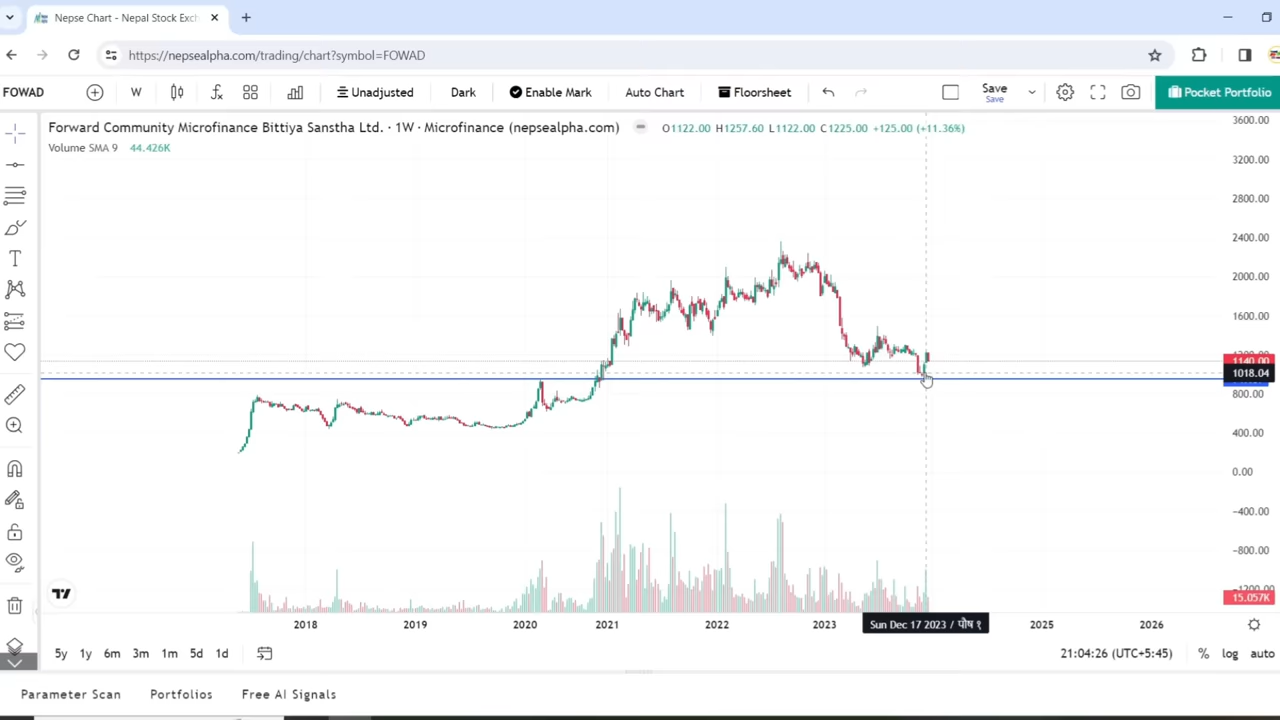 Nepse Chart - Nepal Stock Exch
https://nepsealpha.com/trading/chart?symbol=FOWAD
FOWAD W Unadjusted Dark Enable Mark Auto Chart Floorsheet Save Pocket Portfolio
Save
Forward Community Microfinance Bittiya Sanstha Ltd. · 1W · Microfinance (nepsealpha.com) O1122.00 H1257.60 L1122.00 C1225.00 +125.00 (+11.36%)
Volume SMA 9 44.426K
3600.00
3200.00
2800.00
2400.00
2000.00
1600.00
1140.00
1018.04
800.00
400.00
0.00
−400.00
−800.00
15.057K
2018 2019 2020 2021 2022 2023 Sun Dec 17 2023 / पौष १ 2025 2026
5y 1y 6m 3m 1m 5d 1d 21:04:26 (UTC+5:45) % log auto
Parameter Scan Portfolios Free AI Signals